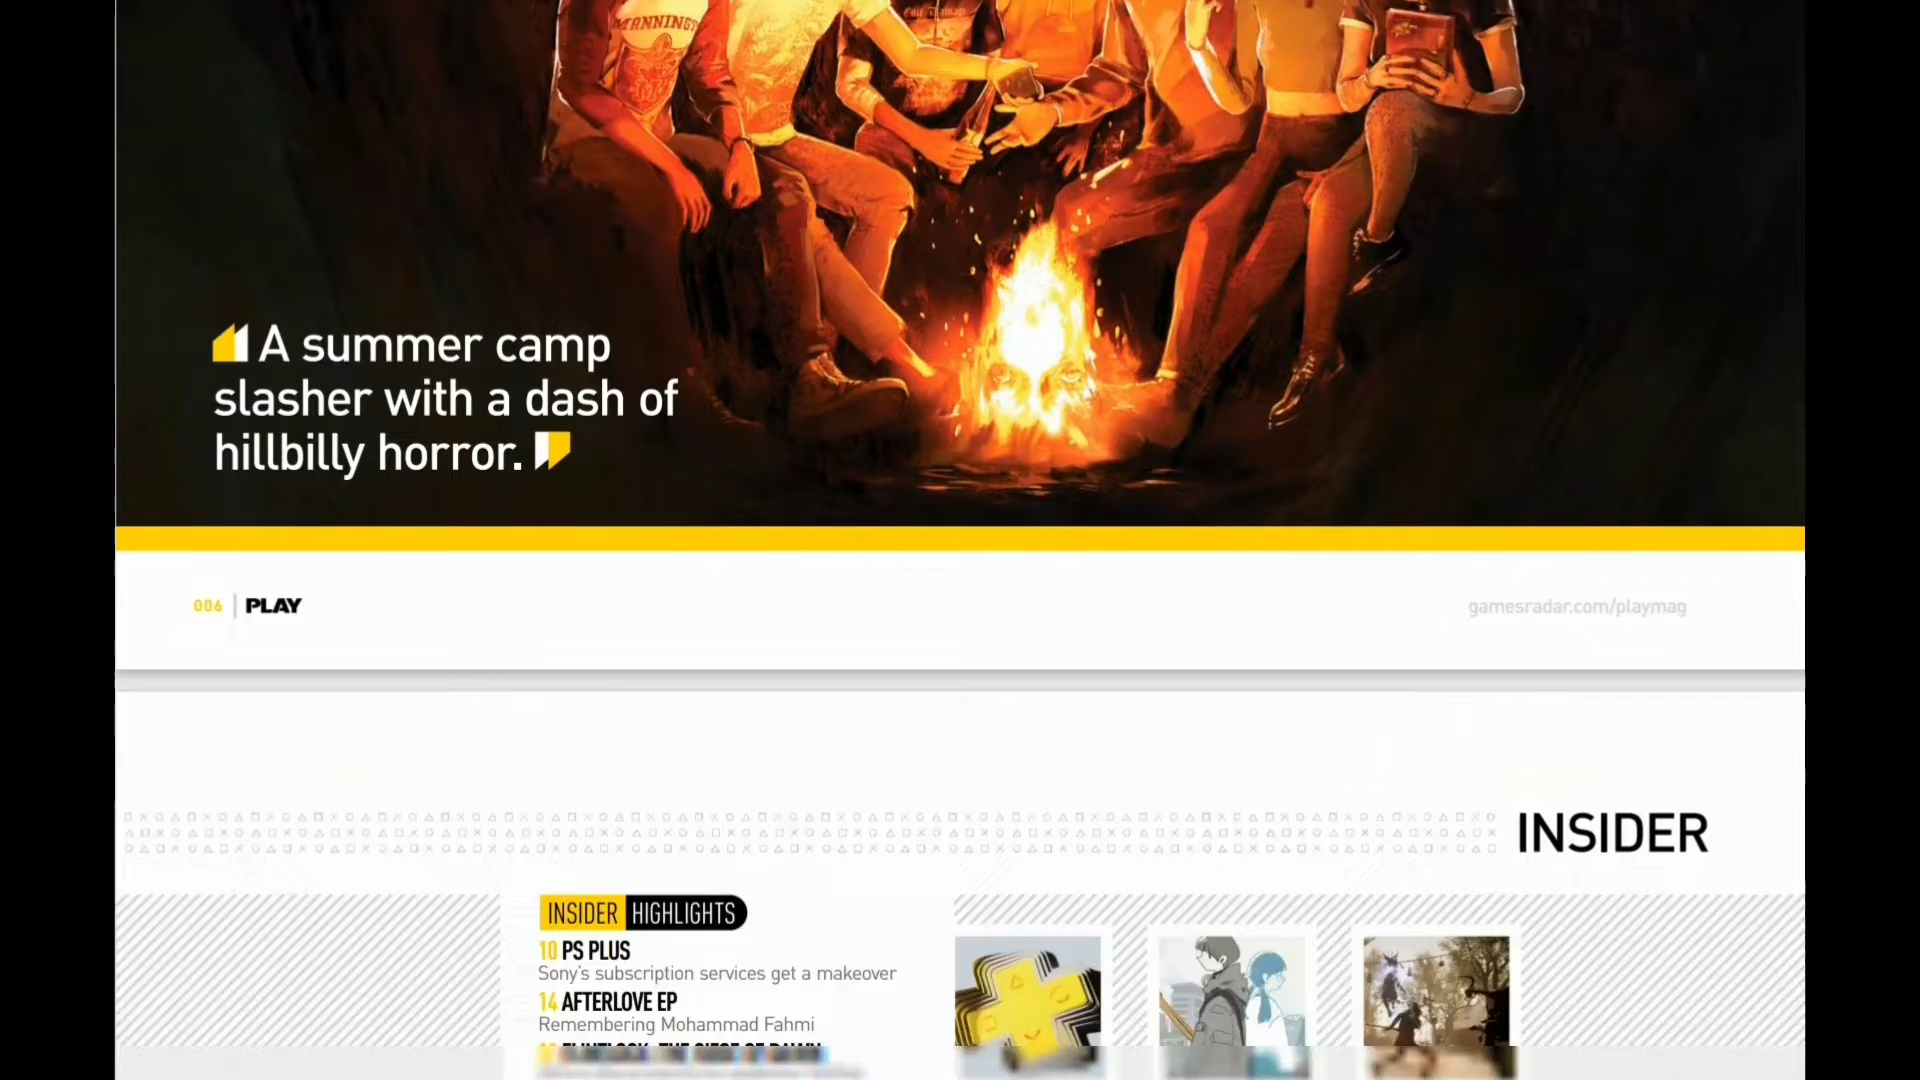 MANNING
A summer camp
slasher with a dash of
hillbilly horror.
006 | PLAY
gamesradar.com/playmag
INSIDER
INSIDER HIGHLIGHTS
10 PS PLUS
Sony's subscription services get a makeover
14 AFTERLOVE EP
Remembering Mohammad Fahmi